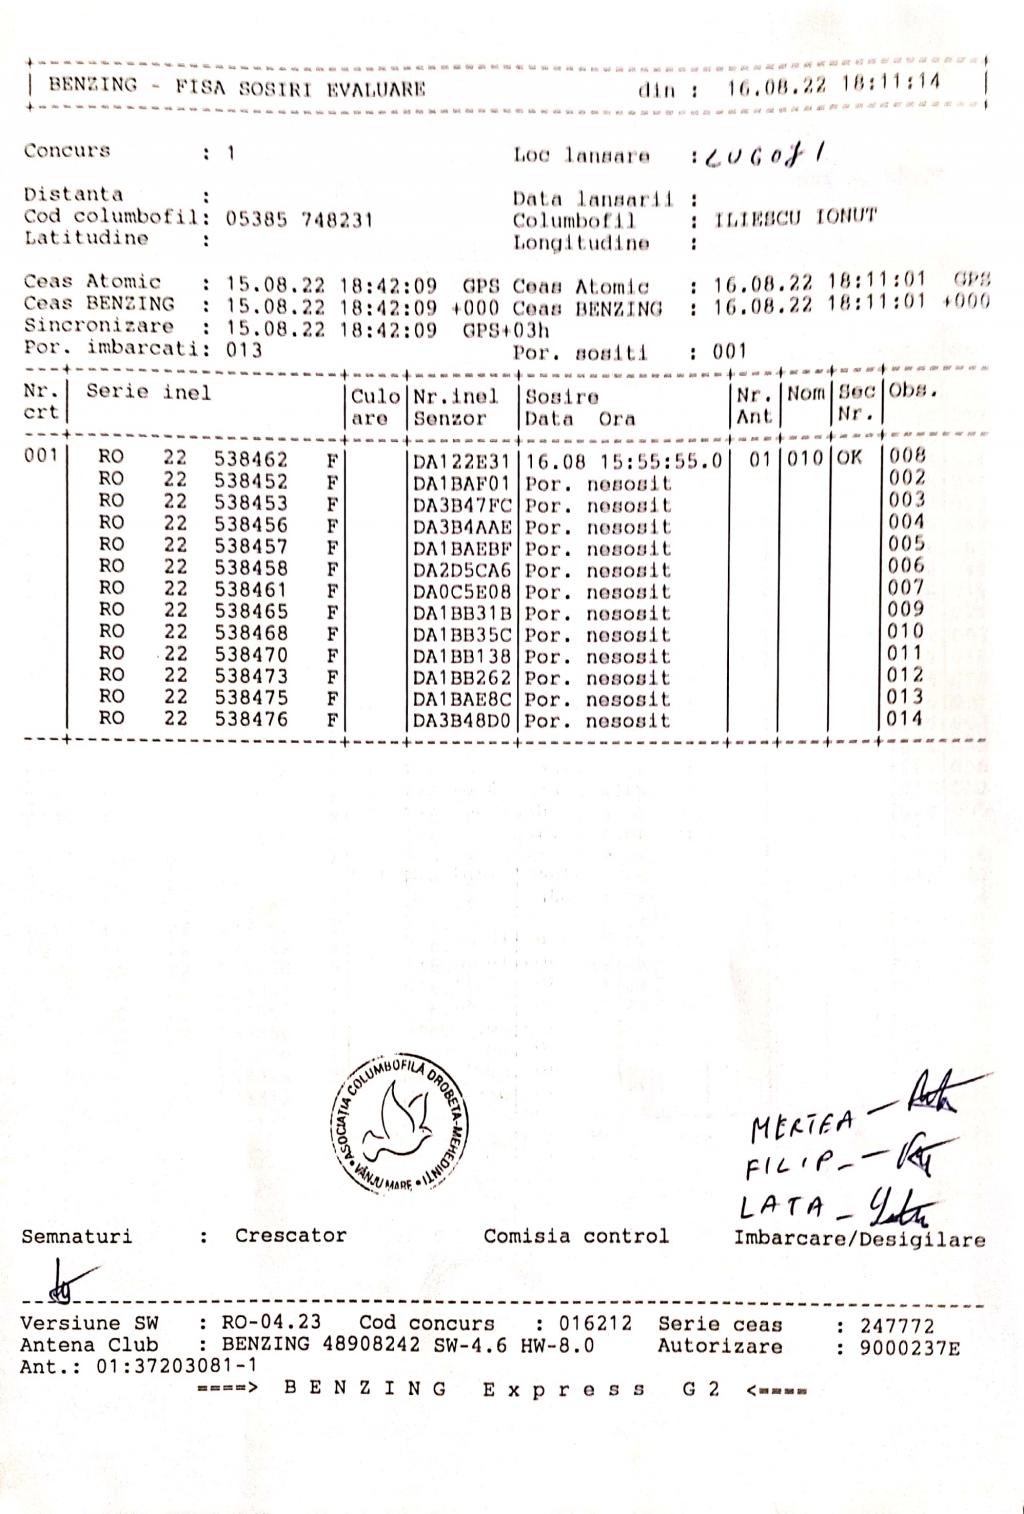 BENZING - FISA SOSIRI EVALUARE din : 16.08.22 18:11:14
Concurs : 1 Loc lansare : LUGOJ 1
Distanta : Data lansarii :
Cod columbofil: 05385 748231 Columbofil : ILIESCU IONUT
Latitudine : Longitudine :
Ceas Atomic : 15.08.22 18:42:09 GPS Ceas Atomic : 16.08.22 18:11:01 GPS
Ceas BENZING : 15.08.22 18:42:09 +000 Ceas BENZING : 16.08.22 18:11:01 +000
Sincronizare : 15.08.22 18:42:09 GPS+03h
Por. imbarcati: 013 Por. sositi : 001
Nr. Serie inel Culo Nr.inel Sosire Nr. Nom Sec Obs.
crt are Senzor Data Ora Ant Nr.
001 RO 22 538462 F DA122E31 16.08 15:55:55.0 01 010 OK 008
RO 22 538452 F DA1BAF01 Por. nesosit 002
RO 22 538453 F DA3B47FC Por. nesosit 003
RO 22 538456 F DA3B4AAE Por. nesosit 004
RO 22 538457 F DA1BAEBF Por. nesosit 005
RO 22 538458 F DA2D5CA6 Por. nesosit 006
RO 22 538461 F DA0C5E08 Por. nesosit 007
RO 22 538465 F DA1BB31B Por. nesosit 009
RO 22 538468 F DA1BB35C Por. nesosit 010
RO 22 538470 F DA1BB138 Por. nesosit 011
RO 22 538473 F DA1BB262 Por. nesosit 012
RO 22 538475 F DA1BAE8C Por. nesosit 013
RO 22 538476 F DA3B48D0 Por. nesosit 014
ASOCIAȚIA COLUMBOFILĂ DROBETA-MEHEDINȚI • VÂNJU MARE •
MERTEA -
FILIP -
LATA -
Semnaturi : Crescator Comisia control Imbarcare/Desigilare
Versiune SW : RO-04.23 Cod concurs : 016212 Serie ceas : 247772
Antena Club : BENZING 48908242 SW-4.6 HW-8.0 Autorizare : 9000237E
Ant.: 01:37203081-1
====> BENZING Express G2 <====